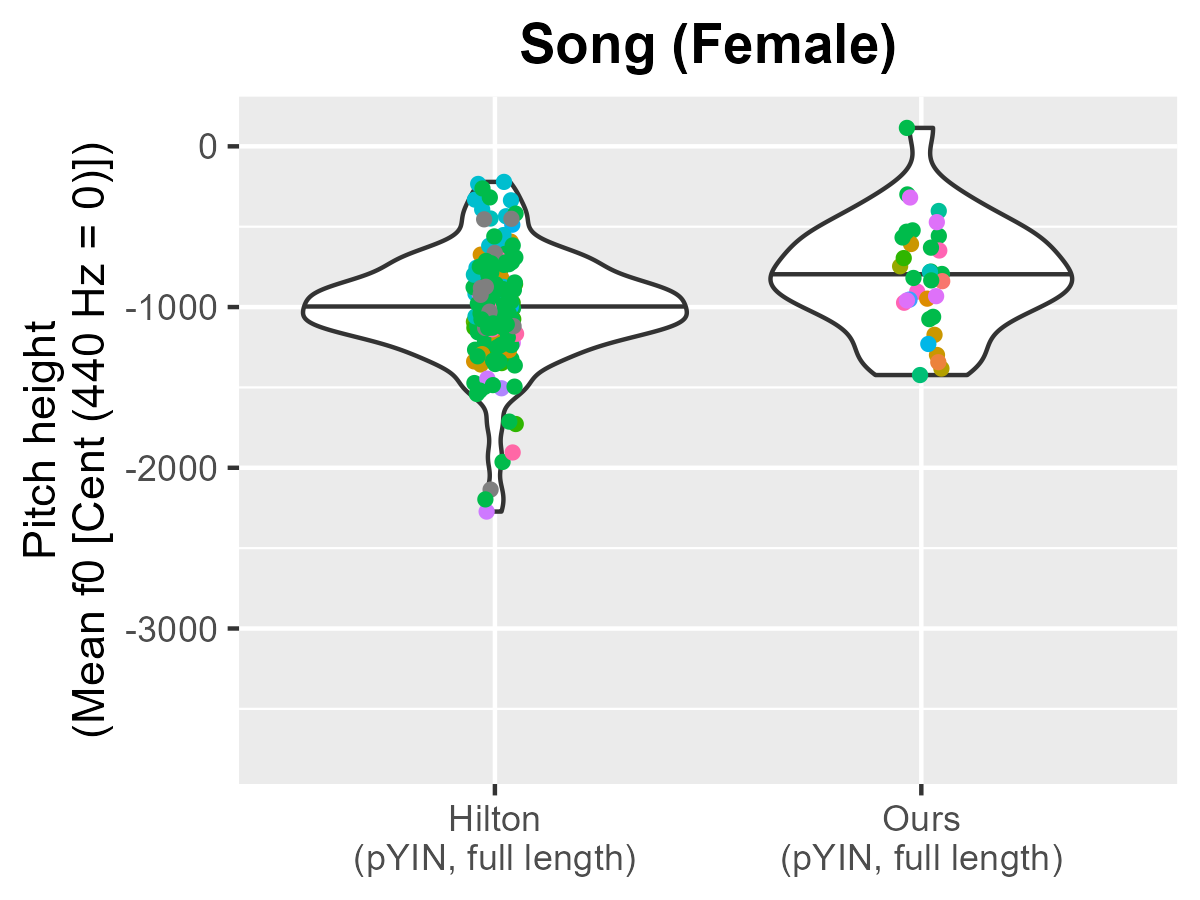 Song (Female)
Pitch height
(Mean f0 [Cent (440 Hz = 0)])
0
-1000
-2000
-3000
Hilton
(pYIN, full length)
Ours
(pYIN, full length)